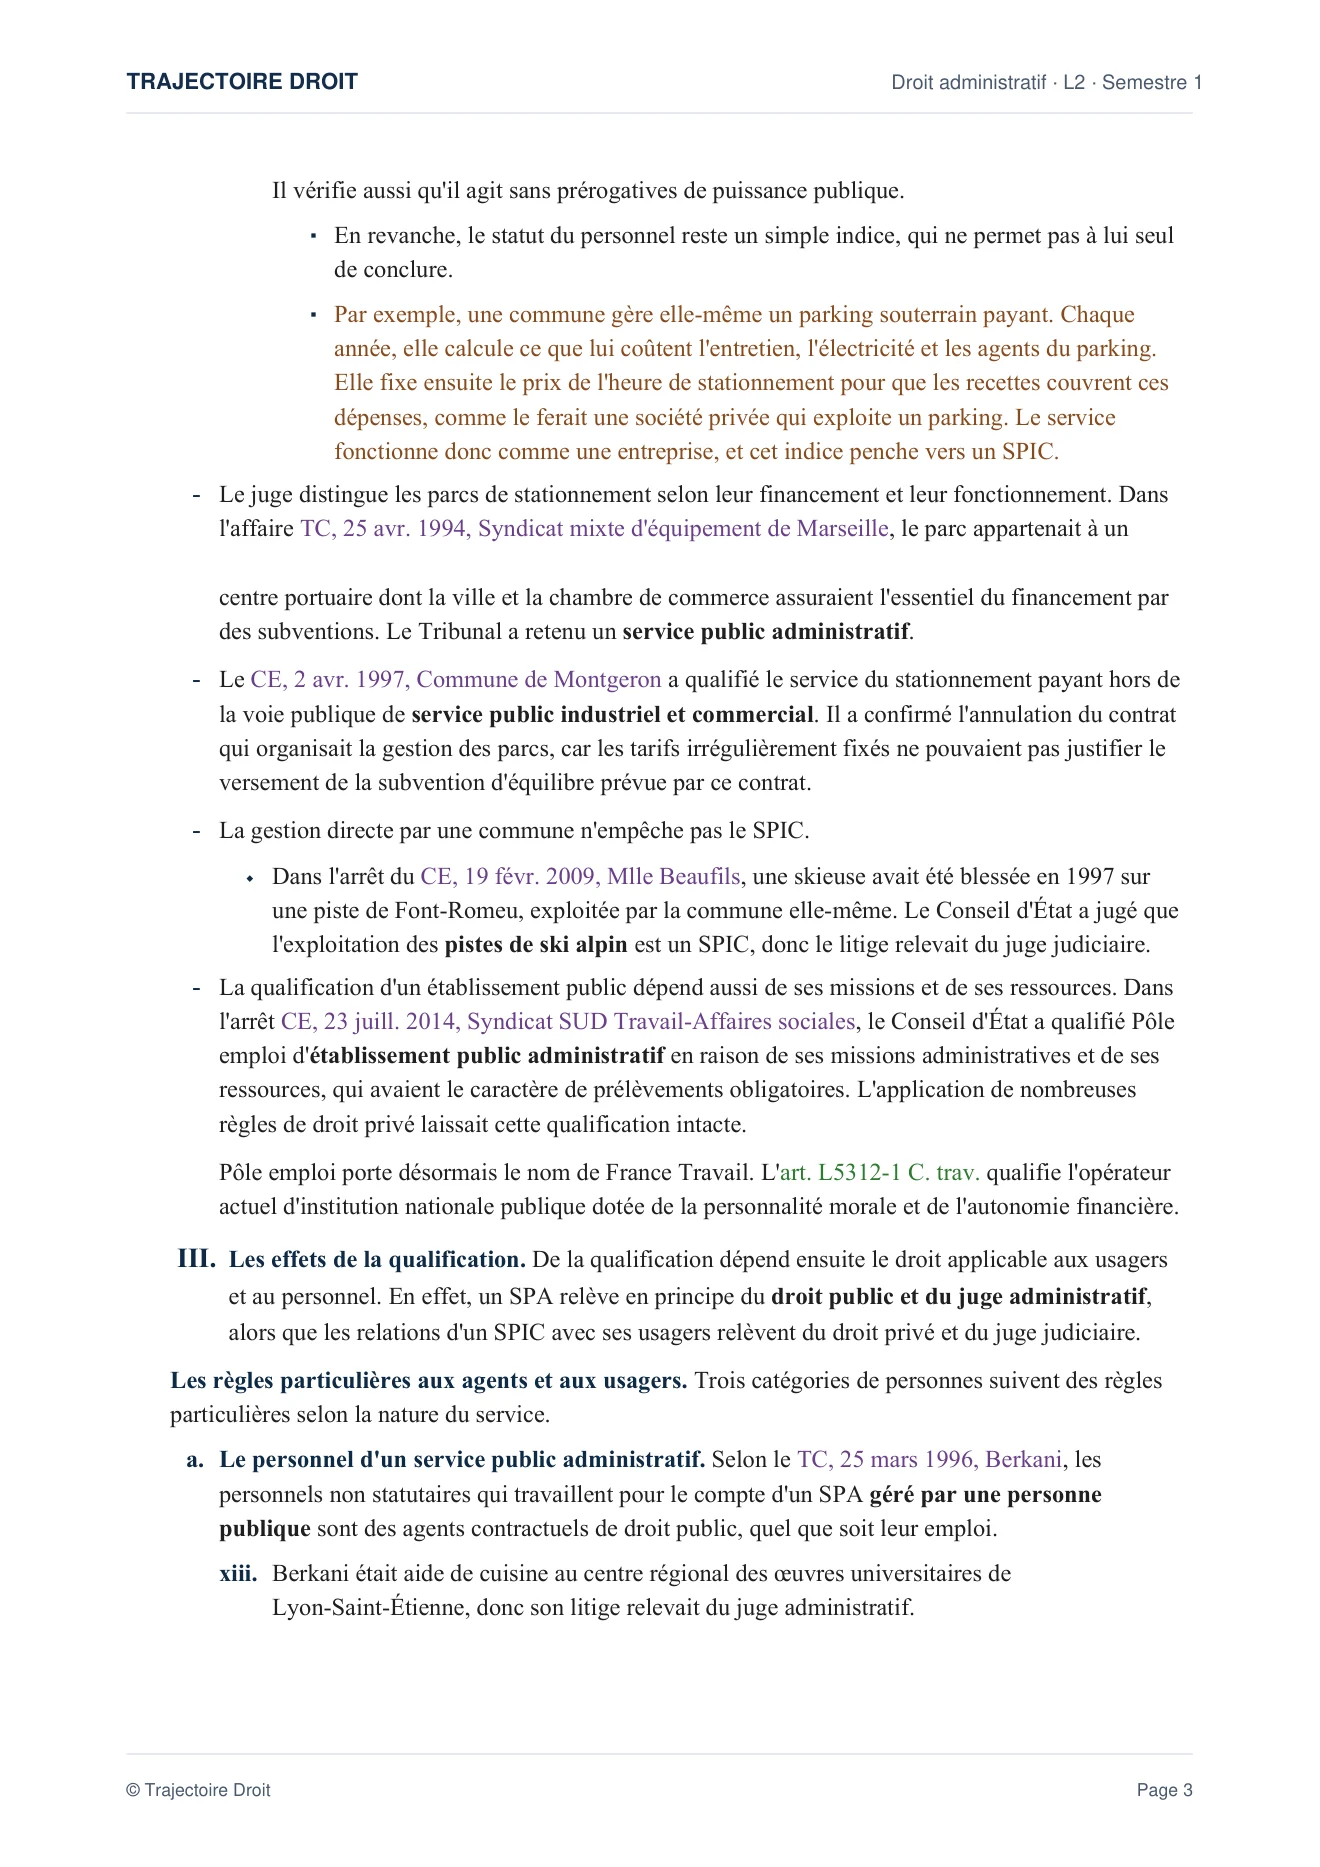 TRAJECTOIRE DROIT
Droit administratif · L2 · Semestre 1
Il vérifie aussi qu'il agit sans prérogatives de puissance publique.
▪ En revanche, le statut du personnel reste un simple indice, qui ne permet pas à lui seul
de conclure.
▪ Par exemple, une commune gère elle-même un parking souterrain payant. Chaque
année, elle calcule ce que lui coûtent l'entretien, l'électricité et les agents du parking.
Elle fixe ensuite le prix de l'heure de stationnement pour que les recettes couvrent ces
dépenses, comme le ferait une société privée qui exploite un parking. Le service
fonctionne donc comme une entreprise, et cet indice penche vers un SPIC.
- Le juge distingue les parcs de stationnement selon leur financement et leur fonctionnement. Dans
l'affaire TC, 25 avr. 1994, Syndicat mixte d'équipement de Marseille, le parc appartenait à un
centre portuaire dont la ville et la chambre de commerce assuraient l'essentiel du financement par
des subventions. Le Tribunal a retenu un service public administratif.
- Le CE, 2 avr. 1997, Commune de Montgeron a qualifié le service du stationnement payant hors de
la voie publique de service public industriel et commercial. Il a confirmé l'annulation du contrat
qui organisait la gestion des parcs, car les tarifs irrégulièrement fixés ne pouvaient pas justifier le
versement de la subvention d'équilibre prévue par ce contrat.
- La gestion directe par une commune n'empêche pas le SPIC.
⬩ Dans l'arrêt du CE, 19 févr. 2009, Mlle Beaufils, une skieuse avait été blessée en 1997 sur
une piste de Font-Romeu, exploitée par la commune elle-même. Le Conseil d'État a jugé que
l'exploitation des pistes de ski alpin est un SPIC, donc le litige relevait du juge judiciaire.
- La qualification d'un établissement public dépend aussi de ses missions et de ses ressources. Dans
l'arrêt CE, 23 juill. 2014, Syndicat SUD Travail-Affaires sociales, le Conseil d'État a qualifié Pôle
emploi d'établissement public administratif en raison de ses missions administratives et de ses
ressources, qui avaient le caractère de prélèvements obligatoires. L'application de nombreuses
règles de droit privé laissait cette qualification intacte.
Pôle emploi porte désormais le nom de France Travail. L'art. L5312-1 C. trav. qualifie l'opérateur
actuel d'institution nationale publique dotée de la personnalité morale et de l'autonomie financière.
III. Les effets de la qualification. De la qualification dépend ensuite le droit applicable aux usagers
et au personnel. En effet, un SPA relève en principe du droit public et du juge administratif,
alors que les relations d'un SPIC avec ses usagers relèvent du droit privé et du juge judiciaire.
Les règles particulières aux agents et aux usagers. Trois catégories de personnes suivent des règles
particulières selon la nature du service.
a. Le personnel d'un service public administratif. Selon le TC, 25 mars 1996, Berkani, les
personnels non statutaires qui travaillent pour le compte d'un SPA géré par une personne
publique sont des agents contractuels de droit public, quel que soit leur emploi.
xiii. Berkani était aide de cuisine au centre régional des œuvres universitaires de
Lyon-Saint-Étienne, donc son litige relevait du juge administratif.
© Trajectoire Droit
Page 3